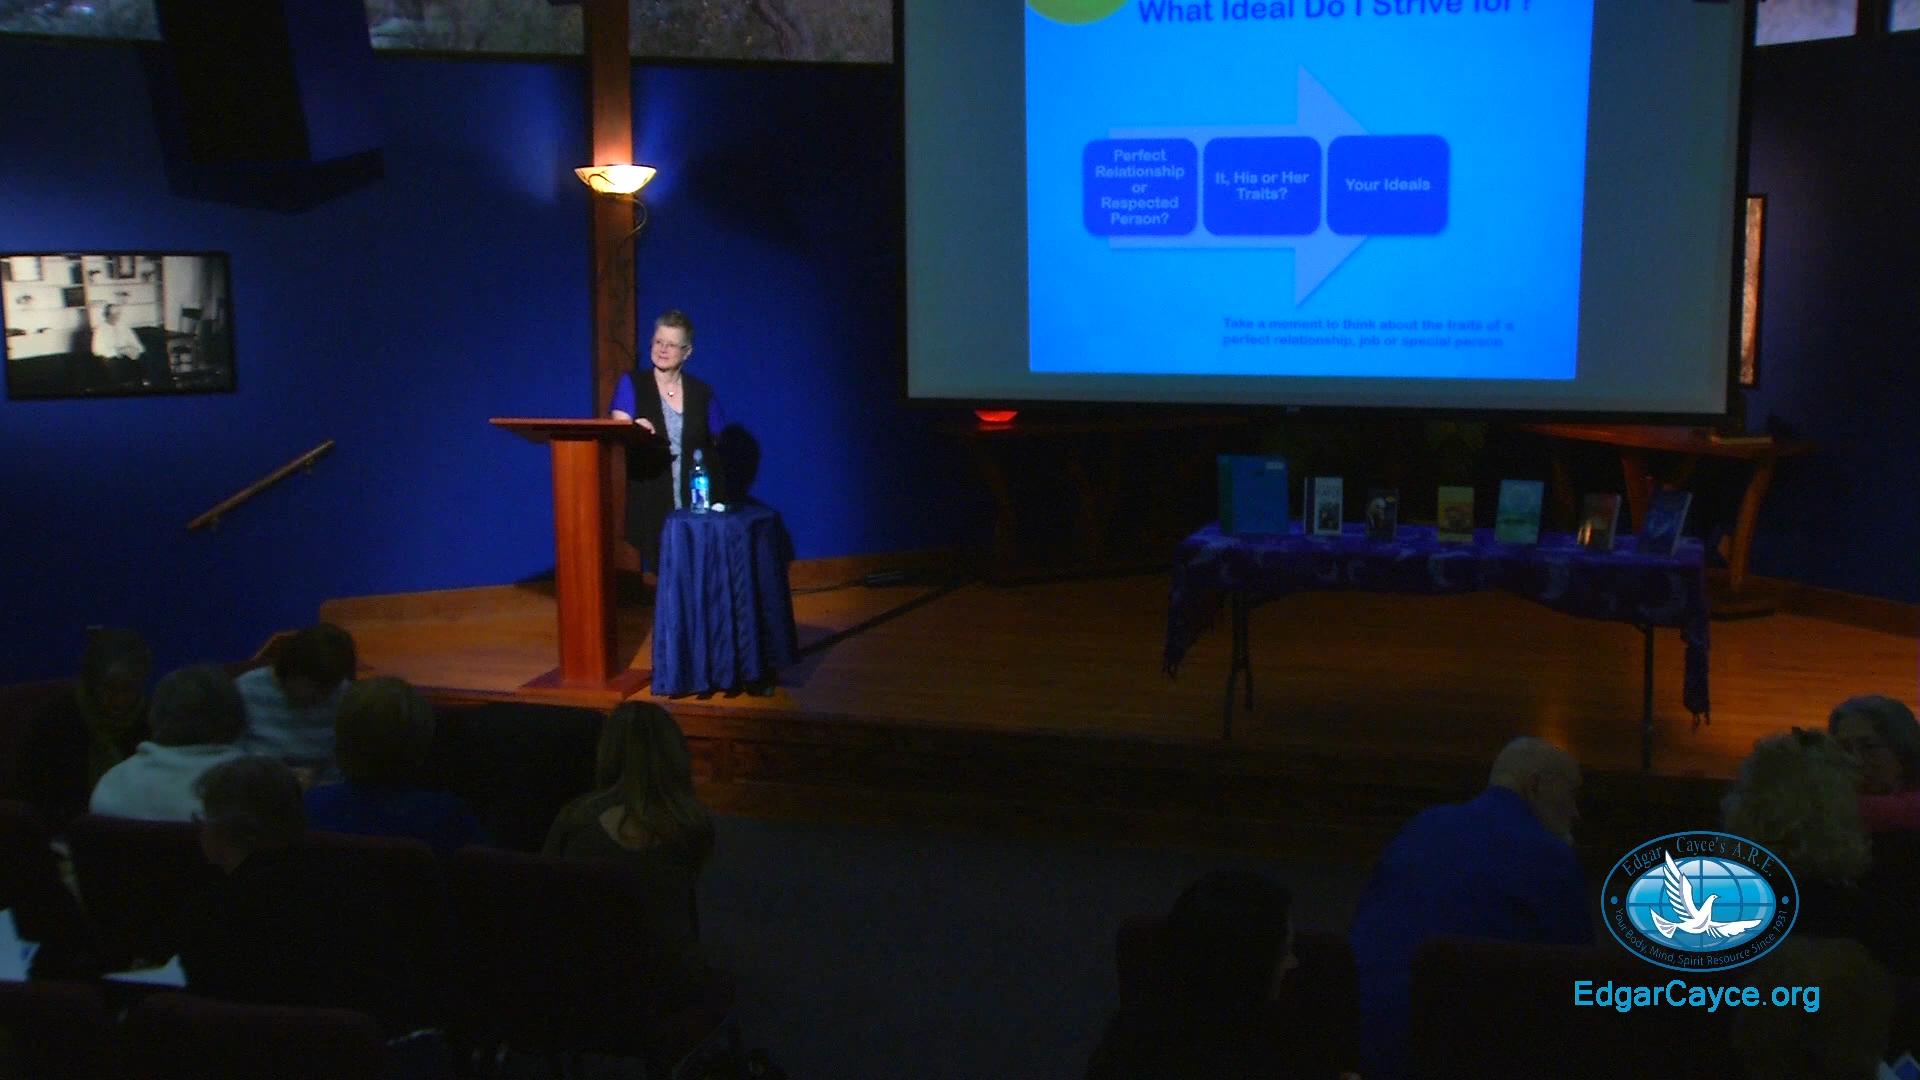 What Ideal Do I Strive for?
Perfect
Relationship
or
Respected
Person?
It, His or Her
Traits?
Your Ideals
Take a moment to think about the traits of a
perfect relationship, job or special person
Edgar Cayce's A.R.E.
Your Body, Mind, Spirit Resource Since 1931
EdgarCayce.org